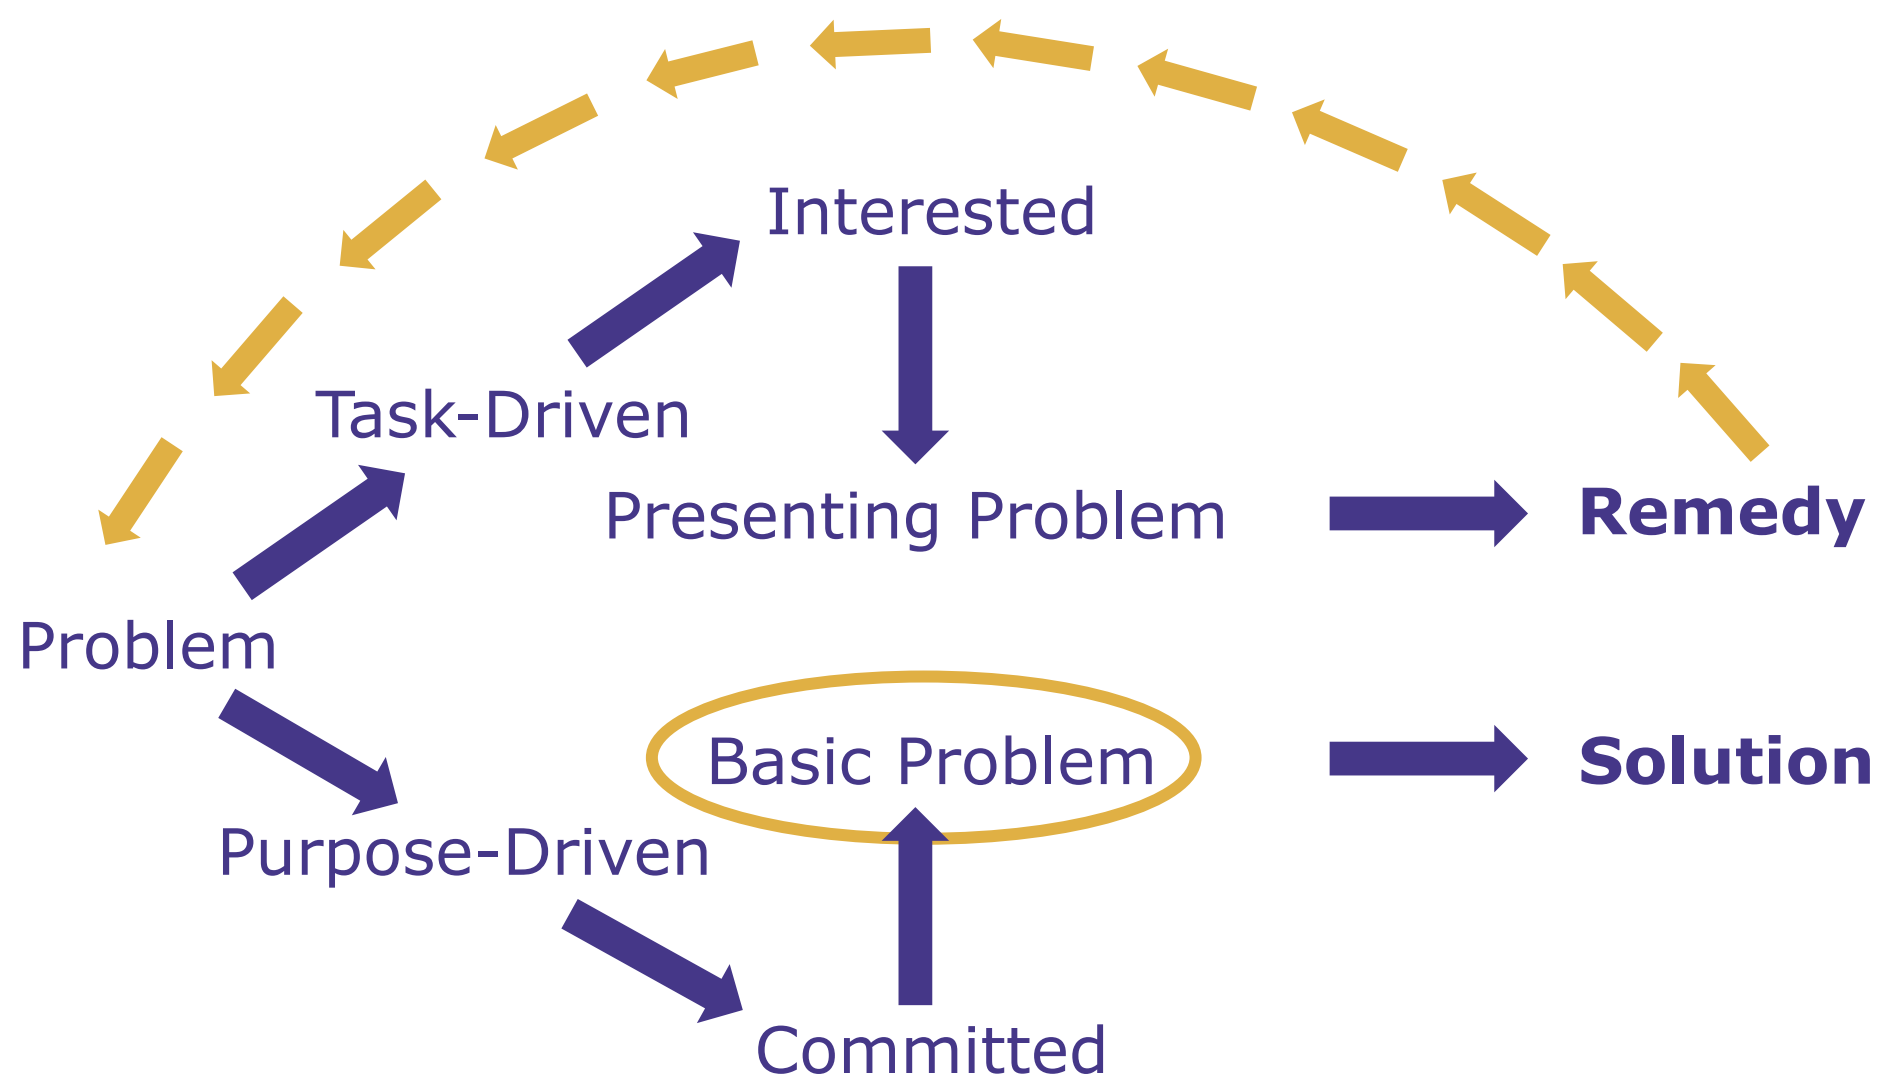 Interested
Task-Driven
Presenting Problem
Remedy
Problem
Basic Problem
Solution
Purpose-Driven
Committed